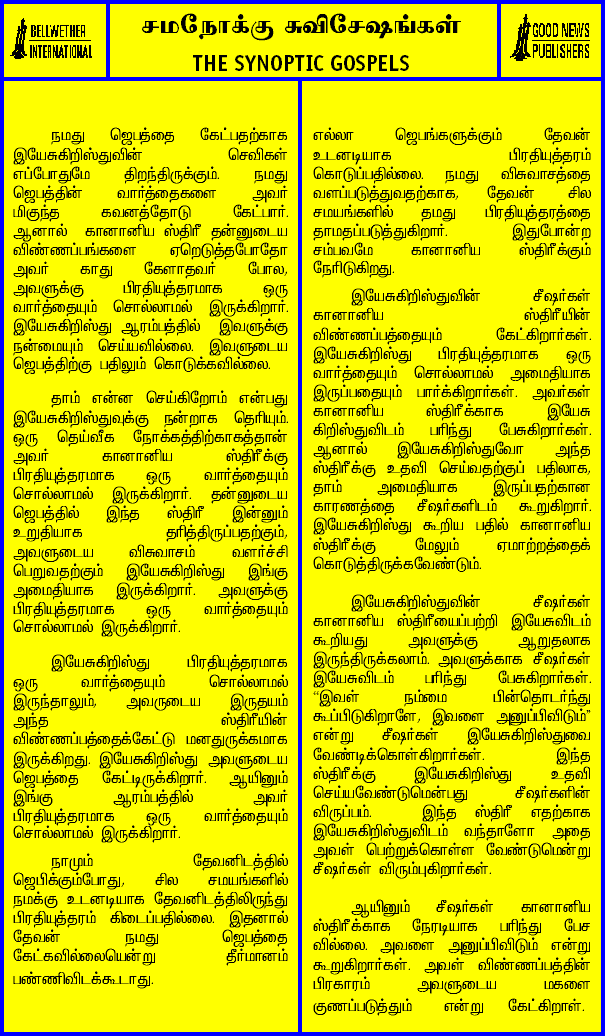 BELLWETHER
INTERNATIONAL
சமநோக்கு சுவிசேஷங்கள்
THE SYNOPTIC GOSPELS
GOOD NEWS
PUBLISHERS
நமது ஜெபத்தை கேட்பதற்காக
இயேசுகிறிஸ்துவின் செவிகள்
எப்போதுமே திறந்திருக்கும். நமது
ஜெபத்தின் வார்த்தைகளை அவர்
மிகுந்த கவனத்தோடு கேட்பார்.
ஆனால் கானானிய ஸ்திரீ தன்னுடைய
விண்ணப்பங்களை ஏறெடுத்தபோதோ
அவர் காது கேளாதவர் போல,
அவளுக்கு பிரதியுத்தரமாக ஒரு
வார்த்தையும் சொல்லாமல் இருக்கிறார்.
இயேசுகிறிஸ்து ஆரம்பத்தில் இவளுக்கு
நன்மையும் செய்யவில்லை. இவளுடைய
ஜெபத்திற்கு பதிலும் கொடுக்கவில்லை.
தாம் என்ன செய்கிறோம் என்பது
இயேசுகிறிஸ்துவுக்கு நன்றாக தெரியும்.
ஒரு தெய்வீக நோக்கத்திற்காகத்தான்
அவர் கானானிய ஸ்திரீக்கு
பிரதியுத்தரமாக ஒரு வார்த்தையும்
சொல்லாமல் இருக்கிறார். தன்னுடைய
ஜெபத்தில் இந்த ஸ்திரீ இன்னும்
உறுதியாக தரித்திருப்பதற்கும்,
அவளுடைய விசுவாசம் வளர்ச்சி
பெறுவதற்கும் இயேசுகிறிஸ்து இங்கு
அமைதியாக இருக்கிறார். அவளுக்கு
பிரதியுத்தரமாக ஒரு வார்த்தையும்
சொல்லாமல் இருக்கிறார்.
இயேசுகிறிஸ்து பிரதியுத்தரமாக
ஒரு வார்த்தையும் சொல்லாமல்
இருந்தாலும், அவருடைய இருதயம்
அந்த ஸ்திரீயின்
விண்ணப்பத்தைக்கேட்டு மனதுருக்கமாக
இருக்கிறது. இயேசுகிறிஸ்து அவளுடைய
ஜெபத்தை கேட்டிருக்கிறார். ஆயினும்
இங்கு ஆரம்பத்தில் அவர்
பிரதியுத்தரமாக ஒரு வார்த்தையும்
சொல்லாமல் இருக்கிறார்.
நாமும் தேவனிடத்தில்
ஜெபிக்கும்போது, சில சமயங்களில்
நமக்கு உடனடியாக தேவனிடத்திலிருந்து
பிரதியுத்தரம் கிடைப்பதில்லை. இதனால்
தேவன் நமது ஜெபத்தை
கேட்கவில்லையென்று தீர்மானம்
பண்ணிவிடக்கூடாது.
எல்லா ஜெபங்களுக்கும் தேவன்
உடனடியாக பிரதியுத்தரம்
கொடுப்பதில்லை. நமது விசுவாசத்தை
வளப்படுத்துவதற்காக, தேவன் சில
சமயங்களில் தமது பிரதியுத்தரத்தை
தாமதப்படுத்துகிறார். இதுபோன்ற
சம்பவமே கானானிய ஸ்திரீக்கும்
நேரிடுகிறது.
இயேசுகிறிஸ்துவின் சீஷர்கள்
கானானிய ஸ்திரீயின்
விண்ணப்பத்தையும் கேட்கிறார்கள்.
இயேசுகிறிஸ்து பிரதியுத்தரமாக ஒரு
வார்த்தையும் சொல்லாமல் அமைதியாக
இருப்பதையும் பார்க்கிறார்கள். அவர்கள்
கானானிய ஸ்திரீக்காக இயேசு
கிறிஸ்துவிடம் பரிந்து பேசுகிறார்கள்.
ஆனால் இயேசுகிறிஸ்துவோ அந்த
ஸ்திரீக்கு உதவி செய்வதற்குப் பதிலாக,
தாம் அமைதியாக இருப்பதற்கான
காரணத்தை சீஷர்களிடம் கூறுகிறார்.
இயேசுகிறிஸ்து கூறிய பதில் கானானிய
ஸ்திரீக்கு மேலும் ஏமாற்றத்தைக்
கொடுத்திருக்கவேண்டும்.
இயேசுகிறிஸ்துவின் சீஷர்கள்
கானானிய ஸ்திரீயைப்பற்றி இயேசுவிடம்
கூறியது அவளுக்கு ஆறுதலாக
இருந்திருக்கலாம். அவளுக்காக சீஷர்கள்
இயேசுவிடம் பரிந்து பேசுகிறார்கள்.
“இவள் நம்மை பின்தொடர்ந்து
கூப்பிடுகிறாளே, இவளை அனுப்பிவிடும்”
என்று சீஷர்கள் இயேசுகிறிஸ்துவை
வேண்டிக்கொள்கிறார்கள். இந்த
ஸ்திரீக்கு இயேசுகிறிஸ்து உதவி
செய்யவேண்டுமென்பது சீஷர்களின்
விருப்பம். இந்த ஸ்திரீ எதற்காக
இயேசுகிறிஸ்துவிடம் வந்தாளோ அதை
அவள் பெற்றுக்கொள்ள வேண்டுமென்று
சீஷர்கள் விரும்புகிறார்கள்.
ஆயினும் சீஷர்கள் கானானிய
ஸ்திரீக்காக நேரடியாக பரிந்து பேச
வில்லை. அவளை அனுப்பிவிடும் என்று
கூறுகிறார்கள். அவள் விண்ணப்பத்தின்
பிரகாரம் அவளுடைய மகளை
குணப்படுத்தும் என்று கேட்கிறாள்.